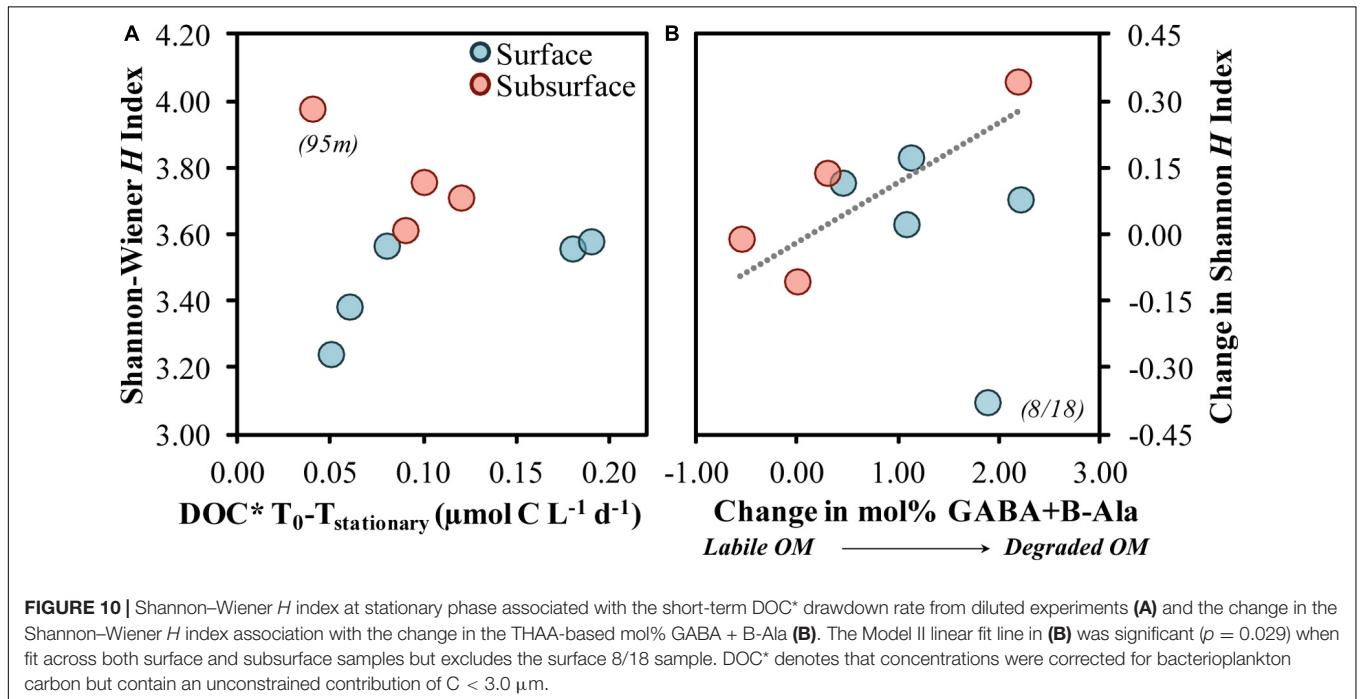 A
4.20
4.00
3.80
3.60
3.40
3.20
3.00
Shannon-Wiener H Index
Surface
Subsurface
(95m)
0.00 0.05 0.10 0.15 0.20
DOC* T0-Tstationary (µmol C L-1 d-1)
B
0.45
0.30
0.15
0.00
-0.15
-0.30
-0.45
Change in Shannon H Index
(8/18)
-1.00 0.00 1.00 2.00 3.00
Change in mol% GABA+B-Ala
Labile OM Degraded OM
FIGURE 10 | Shannon–Wiener H index at stationary phase associated with the short-term DOC* drawdown rate from diluted experiments (A) and the change in the
Shannon–Wiener H index association with the change in the THAA-based mol% GABA + B-Ala (B). The Model II linear fit line in (B) was significant (p = 0.029) when
fit across both surface and subsurface samples but excludes the surface 8/18 sample. DOC* denotes that concentrations were corrected for bacterioplankton
carbon but contain an unconstrained contribution of C < 3.0 µm.